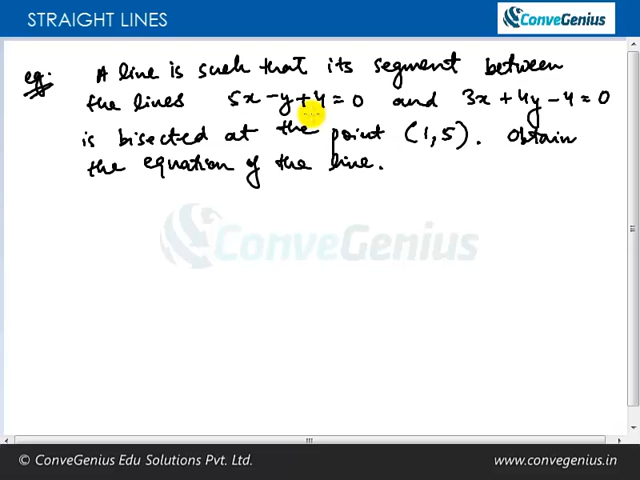 STRAIGHT LINES
ConveGenius
eg. A line is such that its segment between
the lines 5x - y + 4 = 0 and 3x + 4y - 4 = 0
is bisected at the point (1, 5). Obtain
the equation of the line.
ConveGenius
© ConveGenius Edu Solutions Pvt. Ltd.
www.convegenius.in